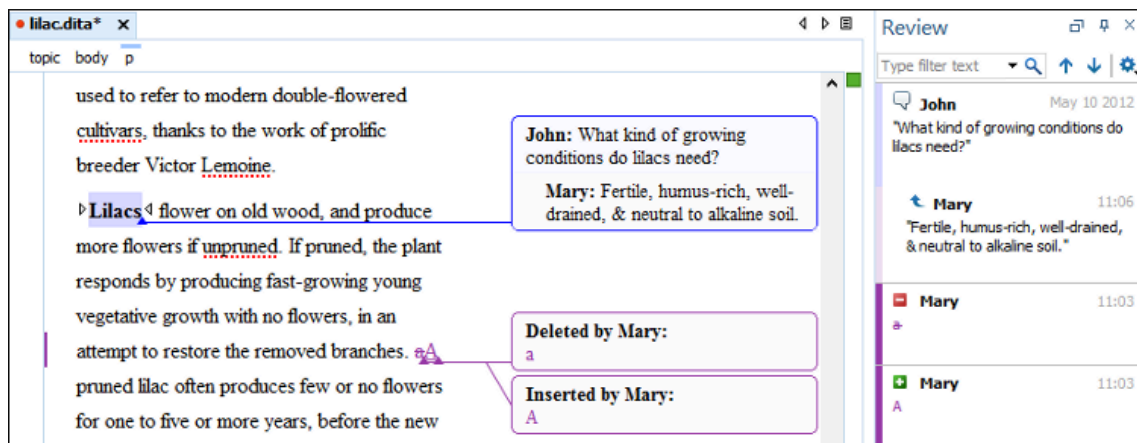 lilac.dita*
topic body p
used to refer to modern double-flowered
cultivars, thanks to the work of prolific
breeder Victor Lemoine.
Lilacs flower on old wood, and produce
more flowers if unpruned. If pruned, the plant
responds by producing fast-growing young
vegetative growth with no flowers, in an
attempt to restore the removed branches. aA
pruned lilac often produces few or no flowers
for one to five or more years, before the new
John: What kind of growing
conditions do lilacs need?
Mary: Fertile, humus-rich, well-
drained, & neutral to alkaline soil.
Deleted by Mary:
a
Inserted by Mary:
A
Review
Type filter text
John May 10 2012
"What kind of growing conditions do
lilacs need?"
Mary 11:06
"Fertile, humus-rich, well-drained,
& neutral to alkaline soil."
Mary 11:03
a
Mary 11:03
A